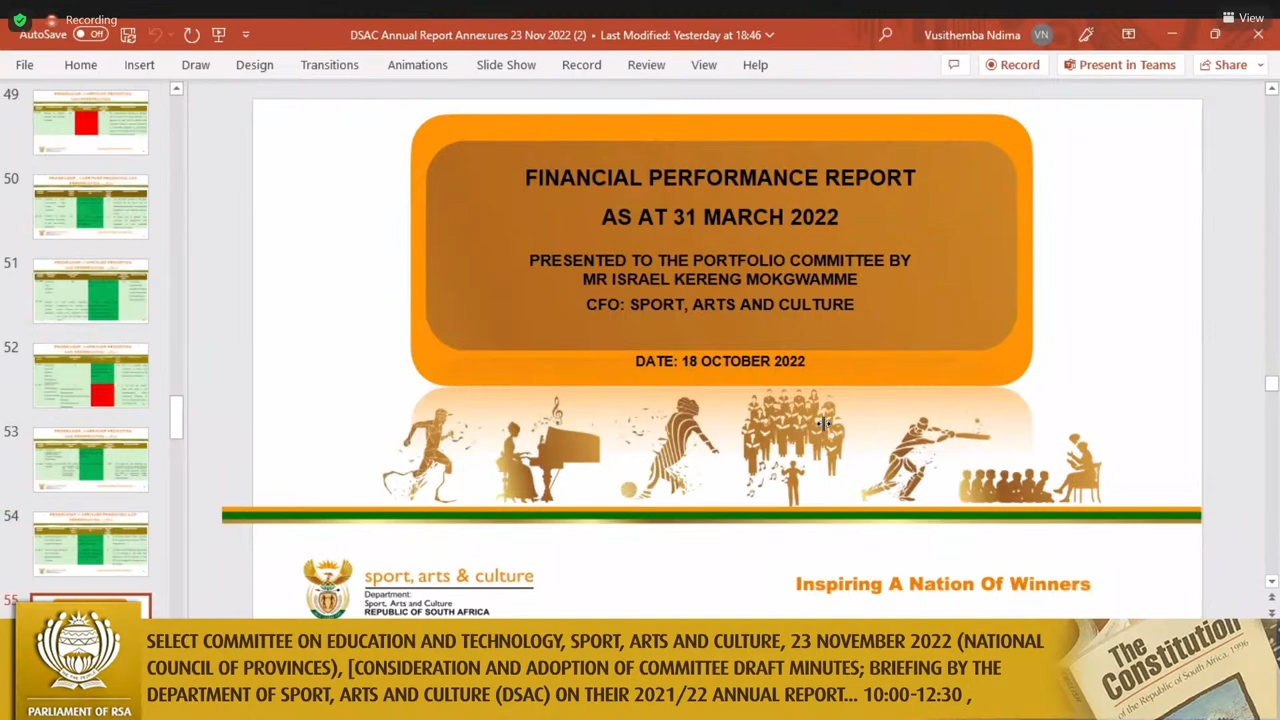 Recording
View
AutoSave Off
DSAC Annual Report Annexures 23 Nov 2022 (2) • Last Modified: Yesterday at 18:46
Vusithemba Ndima VN
File Home Insert Draw Design Transitions Animations Slide Show Record Review View Help
Record Present in Teams Share
49
50
51
52
53
54
55
FINANCIAL PERFORMANCE REPORT
AS AT 31 MARCH 2022
PRESENTED TO THE PORTFOLIO COMMITTEE BY
MR ISRAEL KERENG MOKGWAMME
CFO: SPORT, ARTS AND CULTURE
DATE: 18 OCTOBER 2022
sport, arts & culture
Department:
Sport, Arts and Culture
REPUBLIC OF SOUTH AFRICA
Inspiring A Nation Of Winners
PARLIAMENT OF RSA
SELECT COMMITTEE ON EDUCATION AND TECHNOLOGY, SPORT, ARTS AND CULTURE, 23 NOVEMBER 2022 (NATIONAL
COUNCIL OF PROVINCES), [CONSIDERATION AND ADOPTION OF COMMITTEE DRAFT MINUTES; BRIEFING BY THE
DEPARTMENT OF SPORT, ARTS AND CULTURE (DSAC) ON THEIR 2021/22 ANNUAL REPORT... 10:00-12:30 ,
The
Constitution
of the Republic of South Africa, 1996